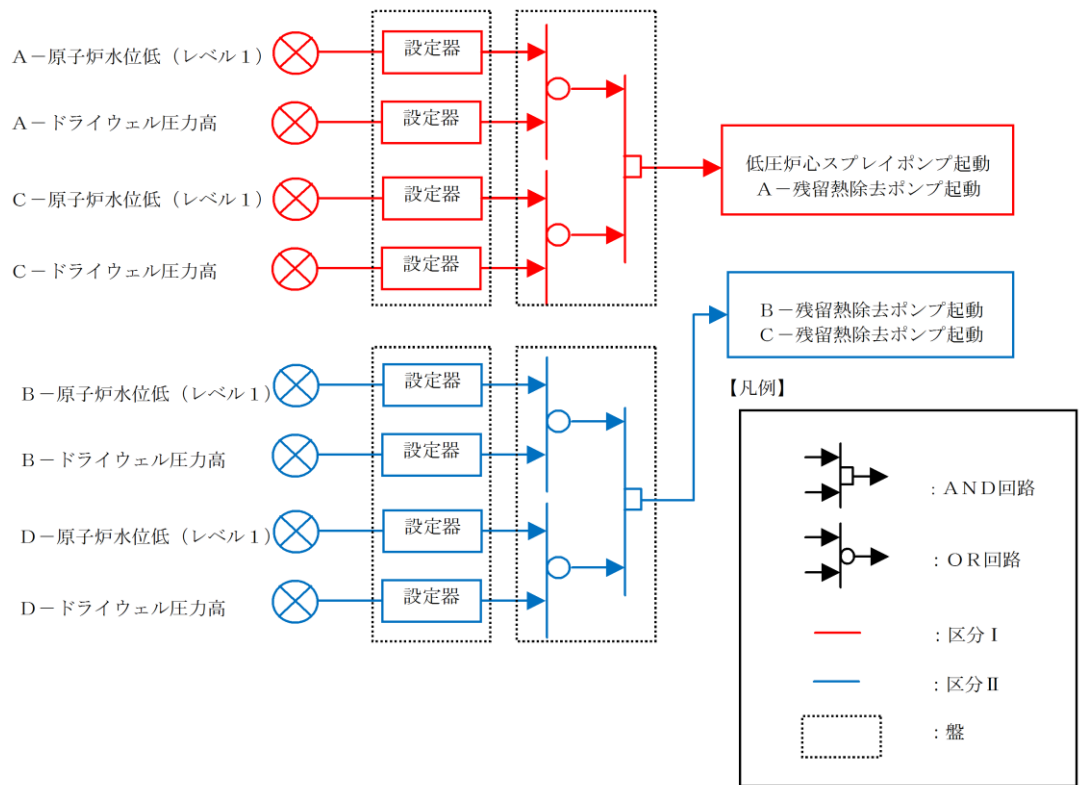 A－原子炉水位低（レベル１）
設定器
A－ドライウェル圧力高
設定器
C－原子炉水位低（レベル１）
設定器
C－ドライウェル圧力高
設定器
低圧炉心スプレイポンプ起動
A－残留熱除去ポンプ起動
B－残留熱除去ポンプ起動
C－残留熱除去ポンプ起動
B－原子炉水位低（レベル１）
設定器
B－ドライウェル圧力高
設定器
D－原子炉水位低（レベル１）
設定器
D－ドライウェル圧力高
設定器
【凡例】
：AND回路
：OR回路
：区分Ⅰ
：区分Ⅱ
：盤